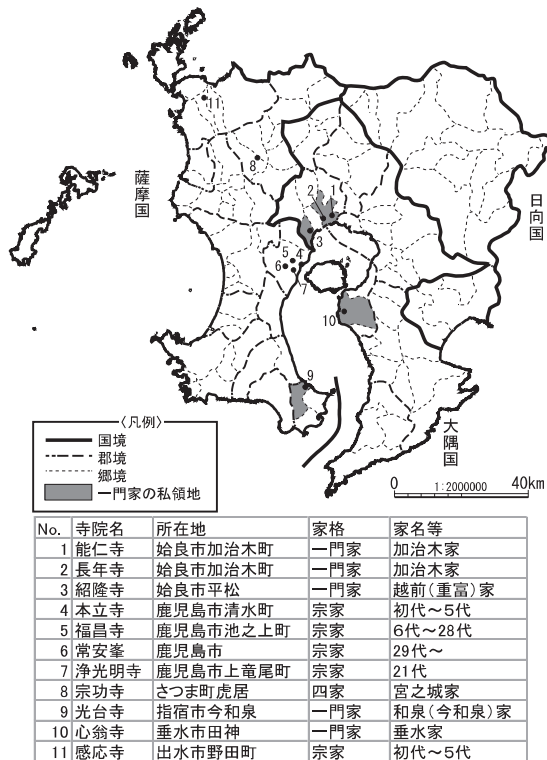 薩摩国
日向国
大隅国
11
8
2 1
3
5 4
6
7
10
9
〈凡例〉
国境
郡境
郷境
一門家の私領地
0 1:2000000 40km
No. 寺院名 所在地 家格 家名等
1 能仁寺 姶良市加治木町 一門家 加治木家
2 長年寺 姶良市加治木町 一門家 加治木家
3 紹隆寺 姶良市平松 一門家 越前(重富)家
4 本立寺 鹿児島市清水町 宗家 初代～5代
5 福昌寺 鹿児島市池之上町 宗家 6代～28代
6 常安峯 鹿児島市 宗家 29代～
7 浄光明寺 鹿児島市上竜尾町 宗家 21代
8 宗功寺 さつま町虎居 四家 宮之城家
9 光台寺 指宿市今和泉 一門家 和泉(今和泉)家
10 心翁寺 垂水市田神 一門家 垂水家
11 感応寺 出水市野田町 宗家 初代～5代